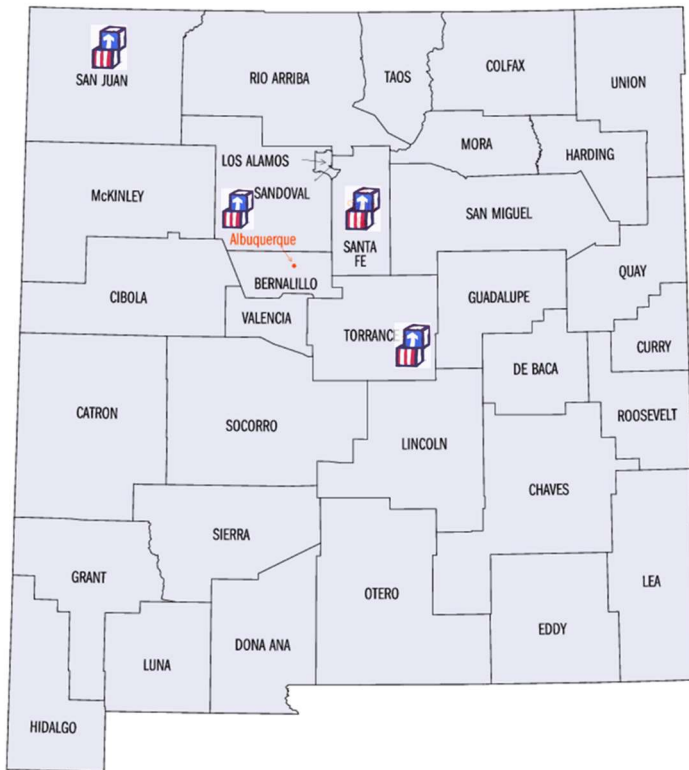 SAN JUAN
RIO ARRIBA
TAOS
COLFAX
UNION
LOS ALAMOS
MORA
HARDING
McKINLEY
SANDOVAL
SANTA
FE
SAN MIGUEL
Albuquerque
BERNALILLO
QUAY
CIBOLA
VALENCIA
TORRANCE
GUADALUPE
CURRY
DE BACA
CATRON
SOCORRO
LINCOLN
ROOSEVELT
CHAVES
SIERRA
GRANT
OTERO
LEA
EDDY
DONA ANA
LUNA
HIDALGO